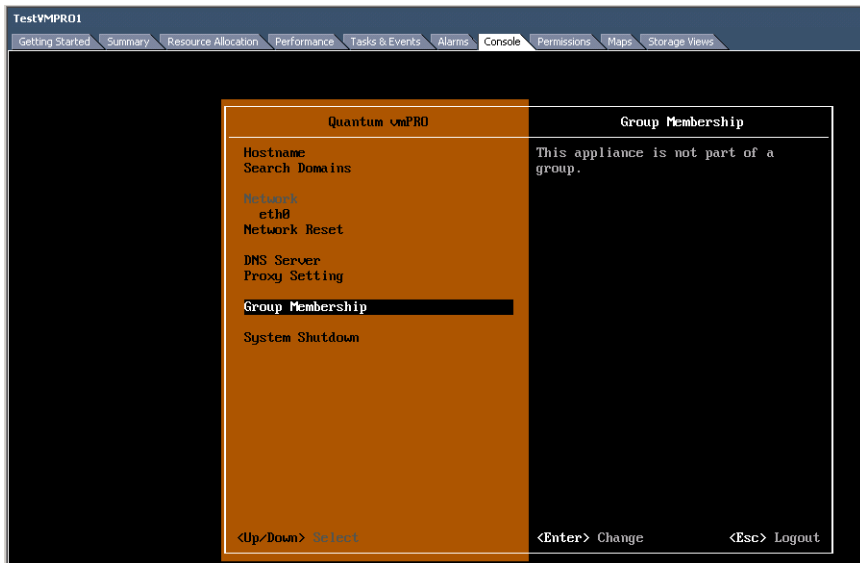 TestVMPRO1
Getting Started Summary Resource Allocation Performance Tasks & Events Alarms Console Permissions Maps Storage Views
Quantum vmPRO
Hostname
Search Domains
Network
eth0
Network Reset
DNS Server
Proxy Setting
Group Membership
System Shutdown
<Up/Down> Select
Group Membership
This appliance is not part of a
group.
<Enter> Change <Esc> Logout